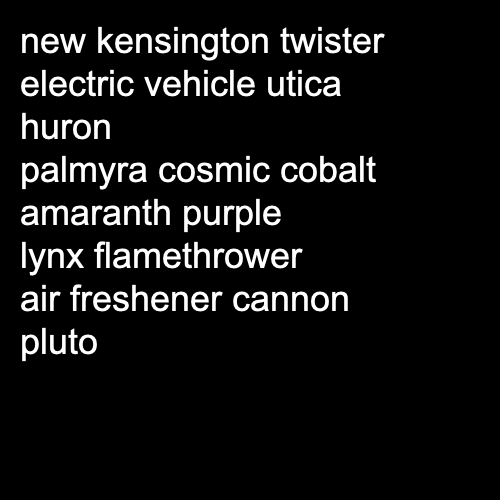 new kensington twister
electric vehicle utica
huron
palmyra cosmic cobalt
amaranth purple
lynx flamethrower
air freshener cannon
pluto